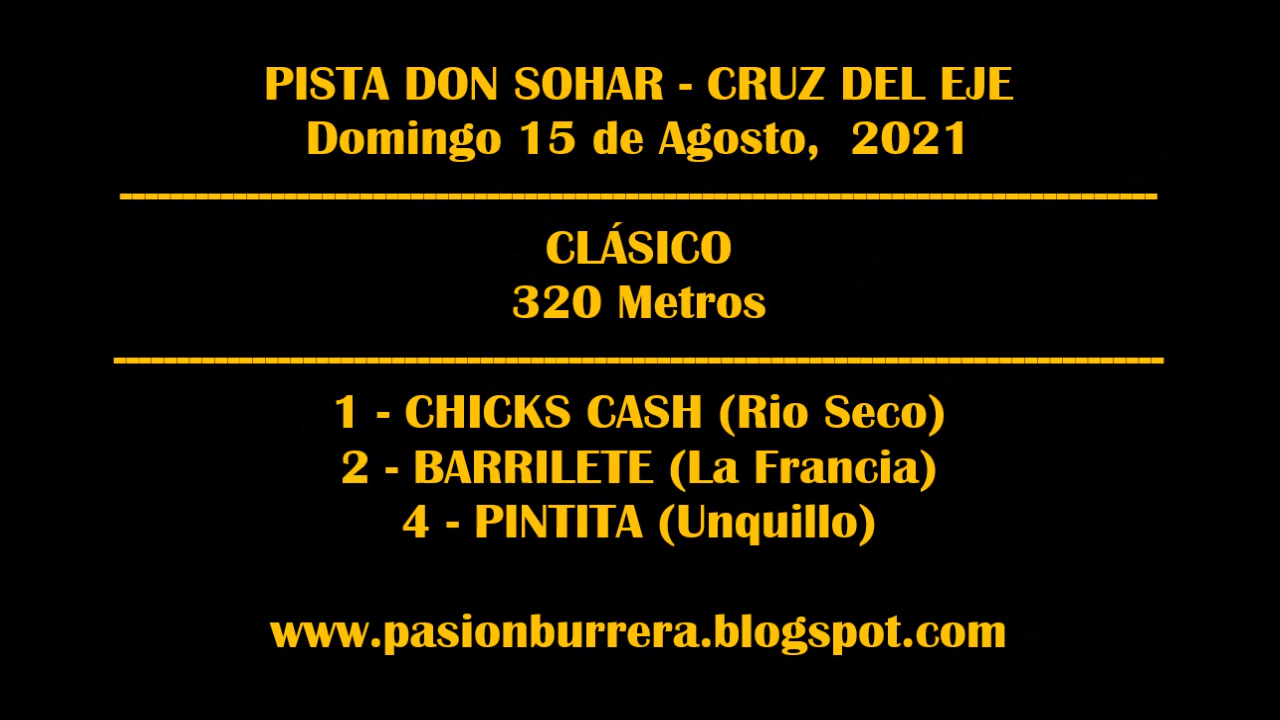 PISTA DON SOHAR - CRUZ DEL EJE
Domingo 15 de Agosto,  2021
CLÁSICO
320 Metros
1 - CHICKS CASH (Rio Seco)
2 - BARRILETE (La Francia)
4 - PINTITA (Unquillo)
www.pasionburrera.blogspot.com